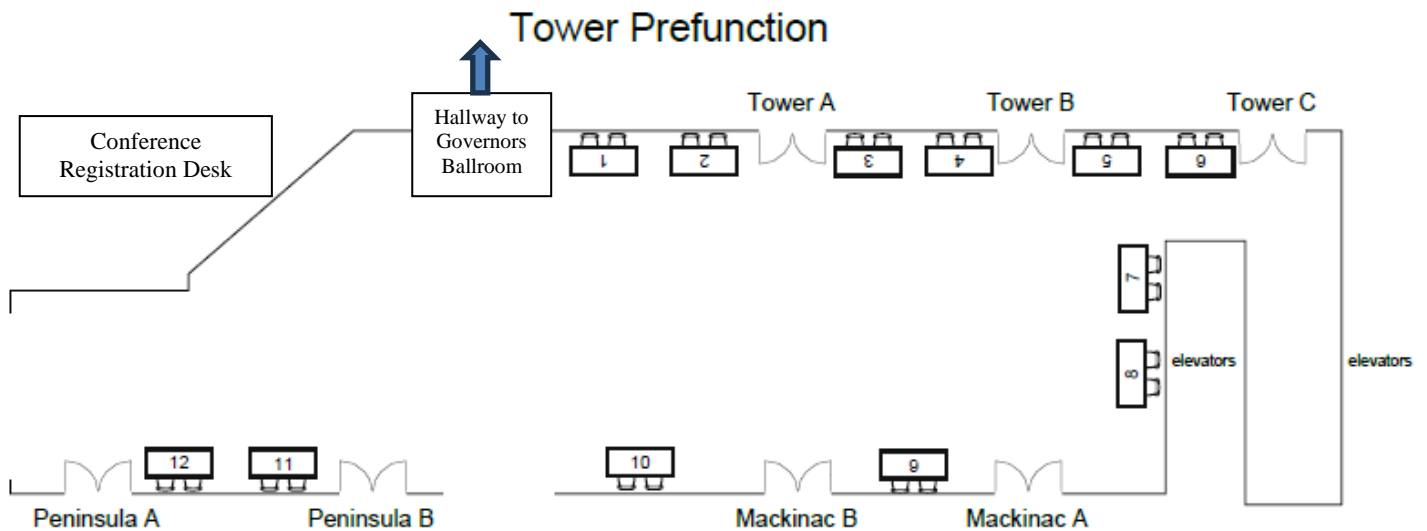 Tower Prefunction
Conference
Registration Desk
Hallway to
Governors
Ballroom
Tower A
Tower B
Tower C
1
2
3
4
5
6
7
8
elevators
elevators
12
11
10
9
Peninsula A
Peninsula B
Mackinac B
Mackinac A